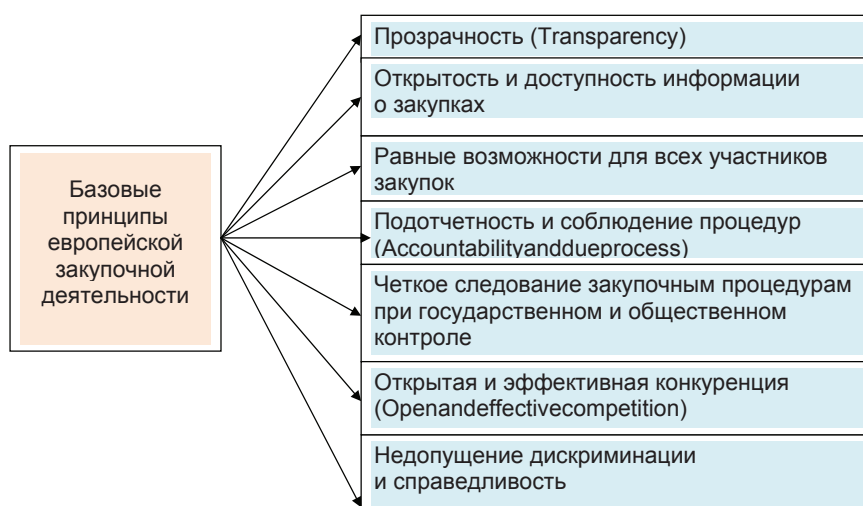 Базовые
принципы
европейской
закупочной
деятельности
Прозрачность (Transparency)
Открытость и доступность информации
о закупках
Равные возможности для всех участников
закупок
Подотчетность и соблюдение процедур
(Accountabilityanddueprocess)
Четкое следование закупочным процедурам
при государственном и общественном
контроле
Открытая и эффективная конкуренция
(Openandeffectivecompetition)
Недопущение дискриминации
и справедливость